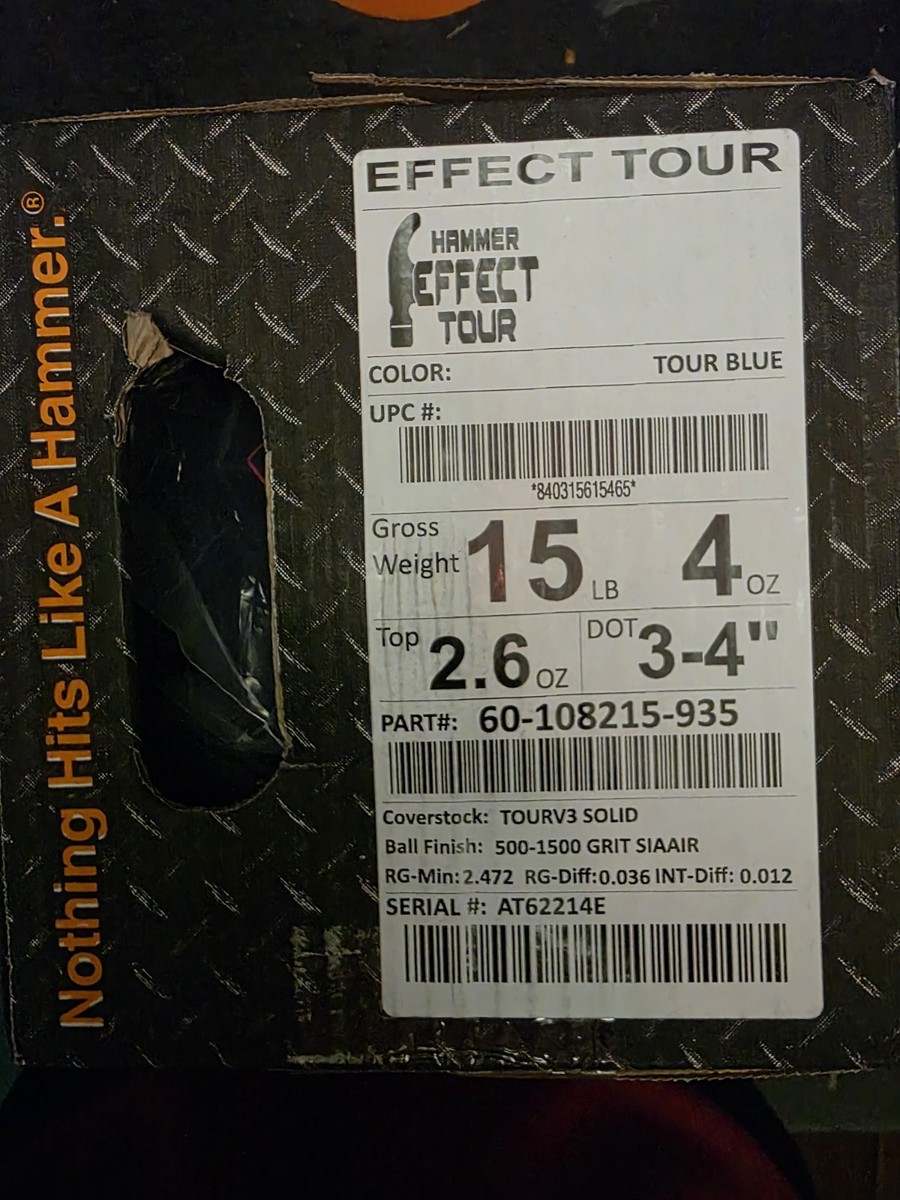 Nothing Hits Like A Hammer.®
EFFECT TOUR
HAMMER
EFFECT
TOUR
COLOR: TOUR BLUE
UPC #:
*840315615465*
Gross Weight 15 LB 4 OZ
Top 2.6 OZ DOT 3-4"
PART#: 60-108215-935
Coverstock: TOURV3 SOLID
Ball Finish: 500-1500 GRIT SIAAIR
RG-Min: 2.472 RG-Diff:0.036 INT-Diff: 0.012
SERIAL #: AT62214E